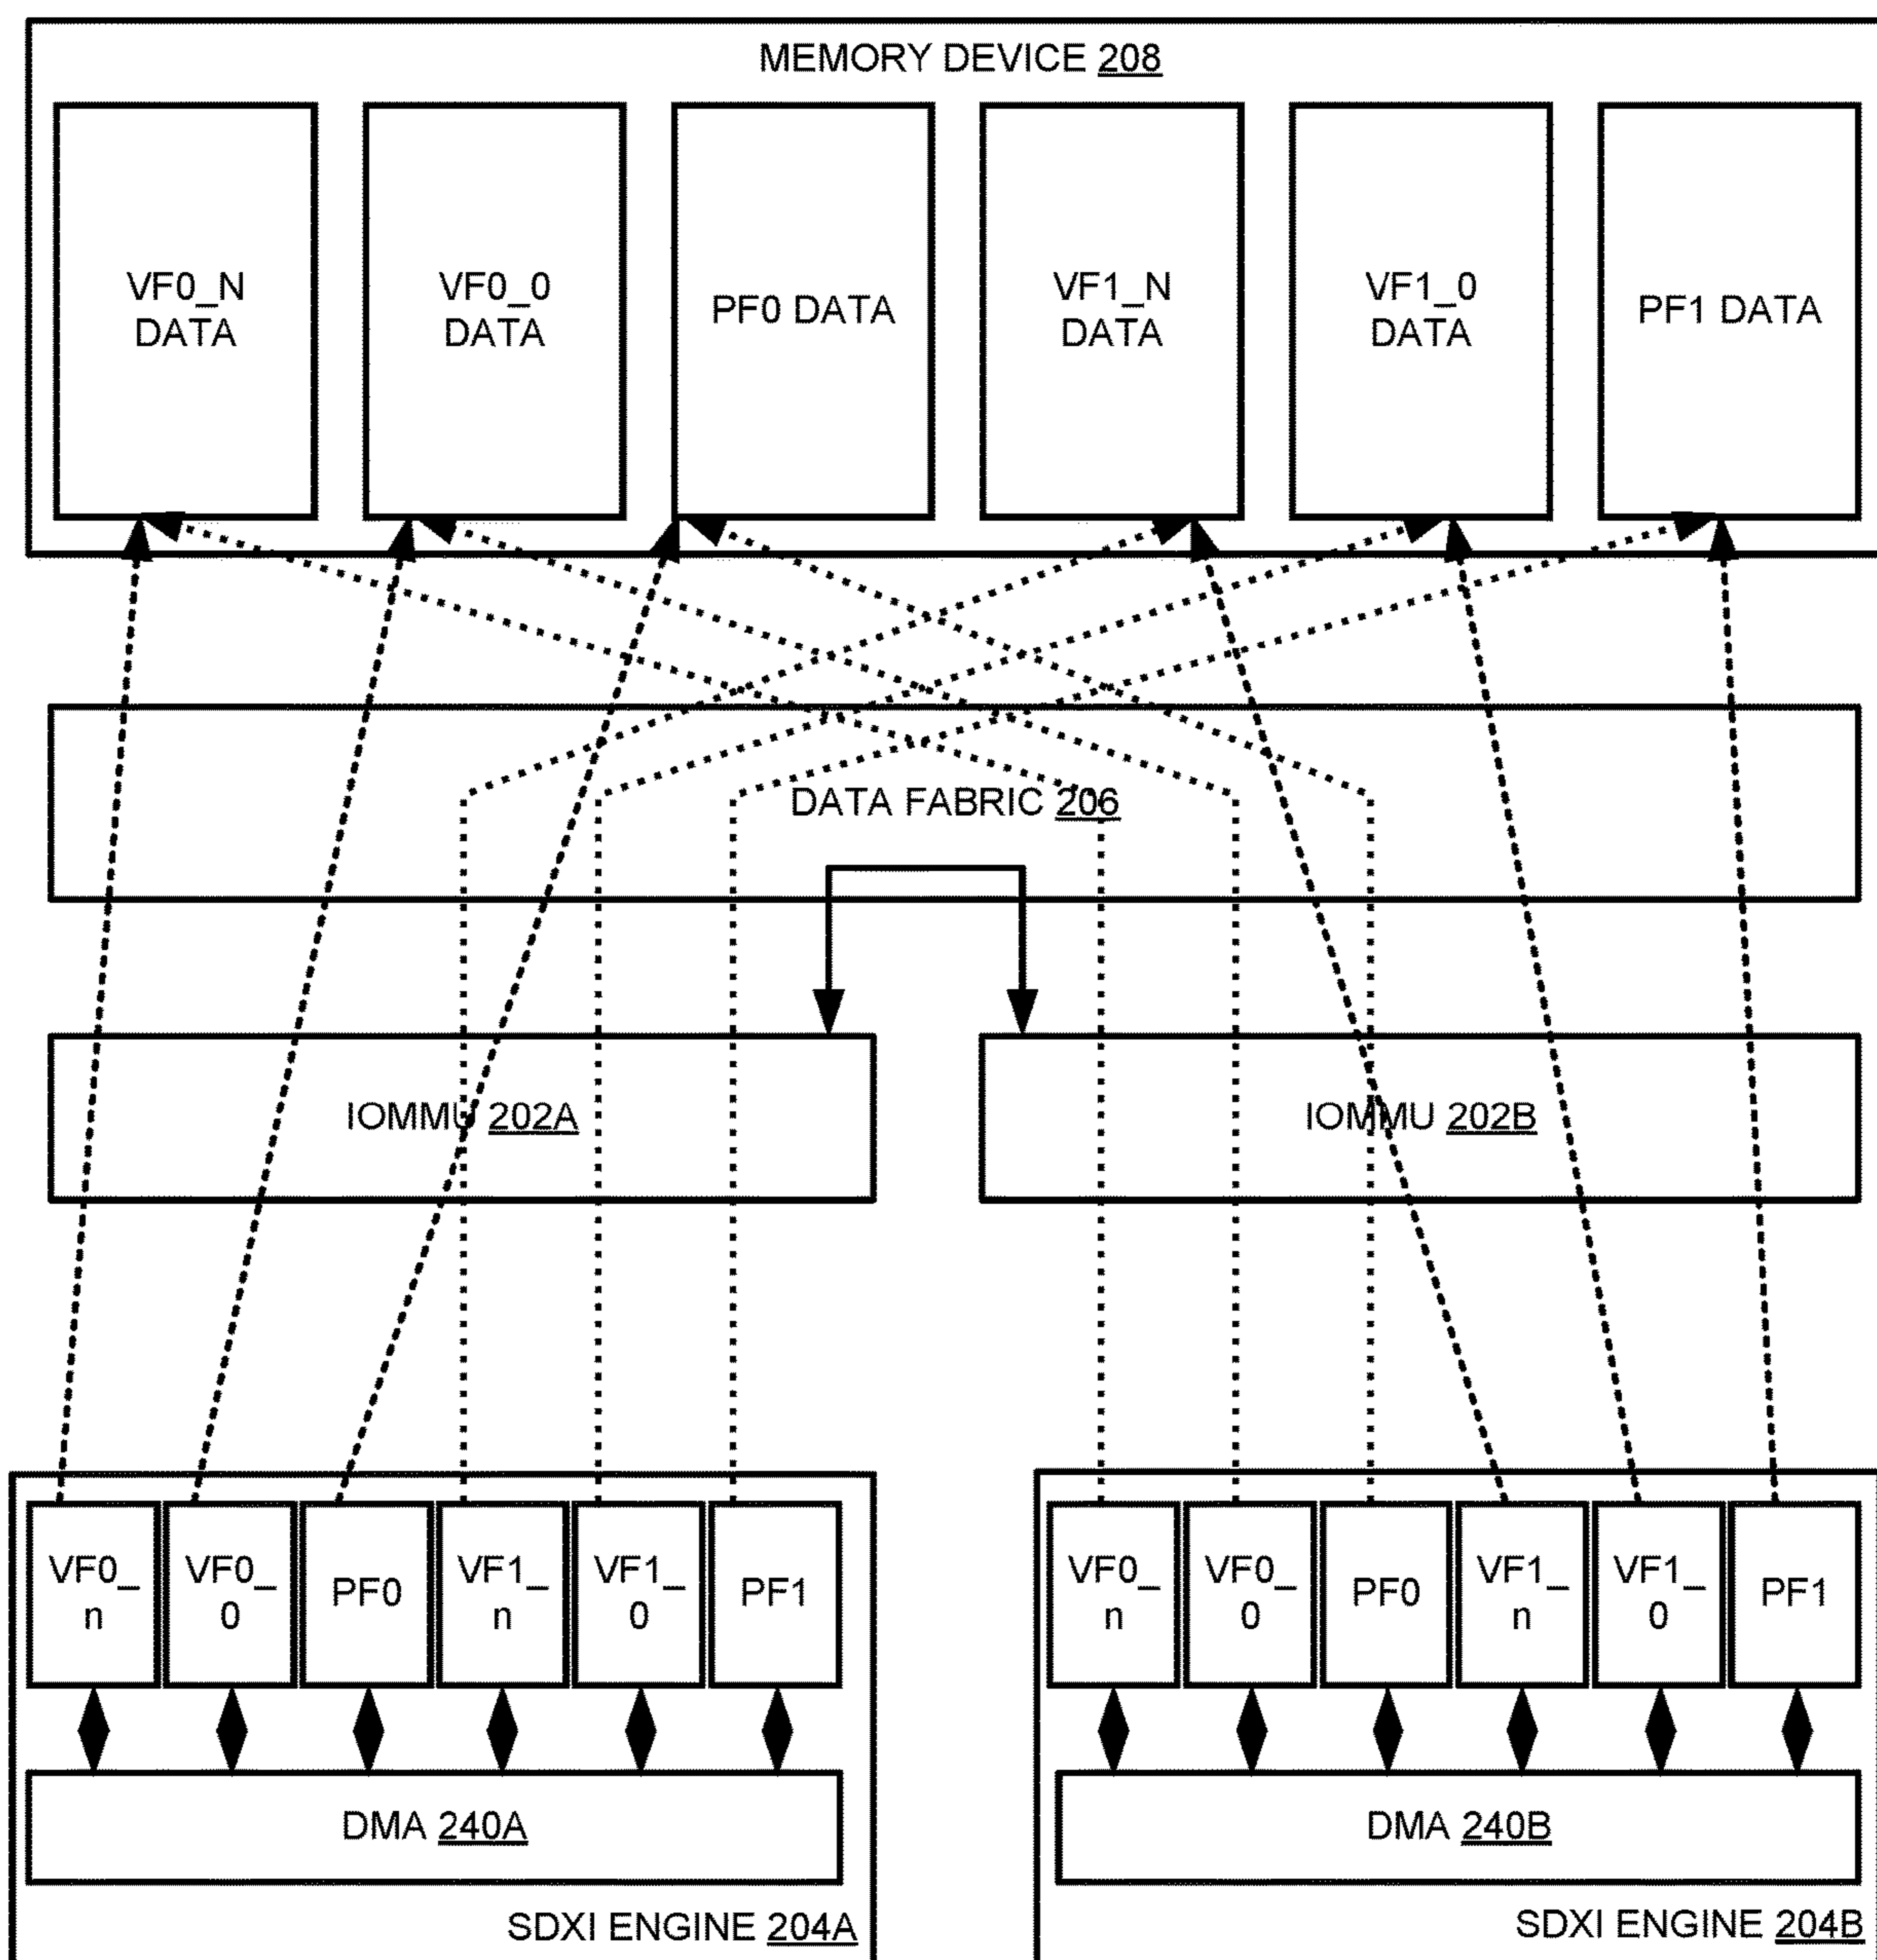 MEMORY DEVICE 208
VF0_N
DATA
VF0_0
DATA
PF0 DATA
VF1_N
DATA
VF1_0
DATA
PF1 DATA
DATA FABRIC 206
IOMMU 202A
IOMMU 202B
VF0_
n
VF0_
0
PF0
VF1_
n
VF1_
0
PF1
DMA 240A
SDXI ENGINE 204A
VF0_
n
VF0_
0
PF0
VF1_
n
VF1_
0
PF1
DMA 240B
SDXI ENGINE 204B